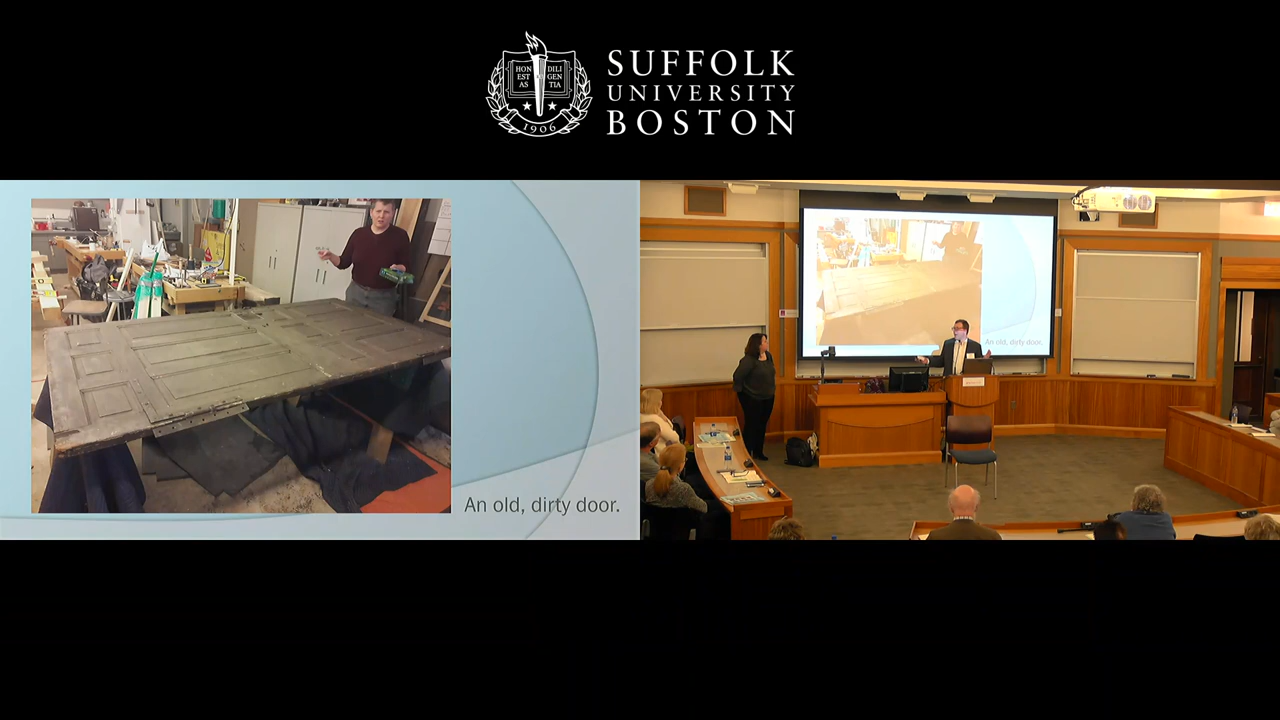 HON
EST
AS
DILI
GEN
TIA
1906
SUFFOLK
UNIVERSITY
BOSTON
An old, dirty door.
An old, dirty door.